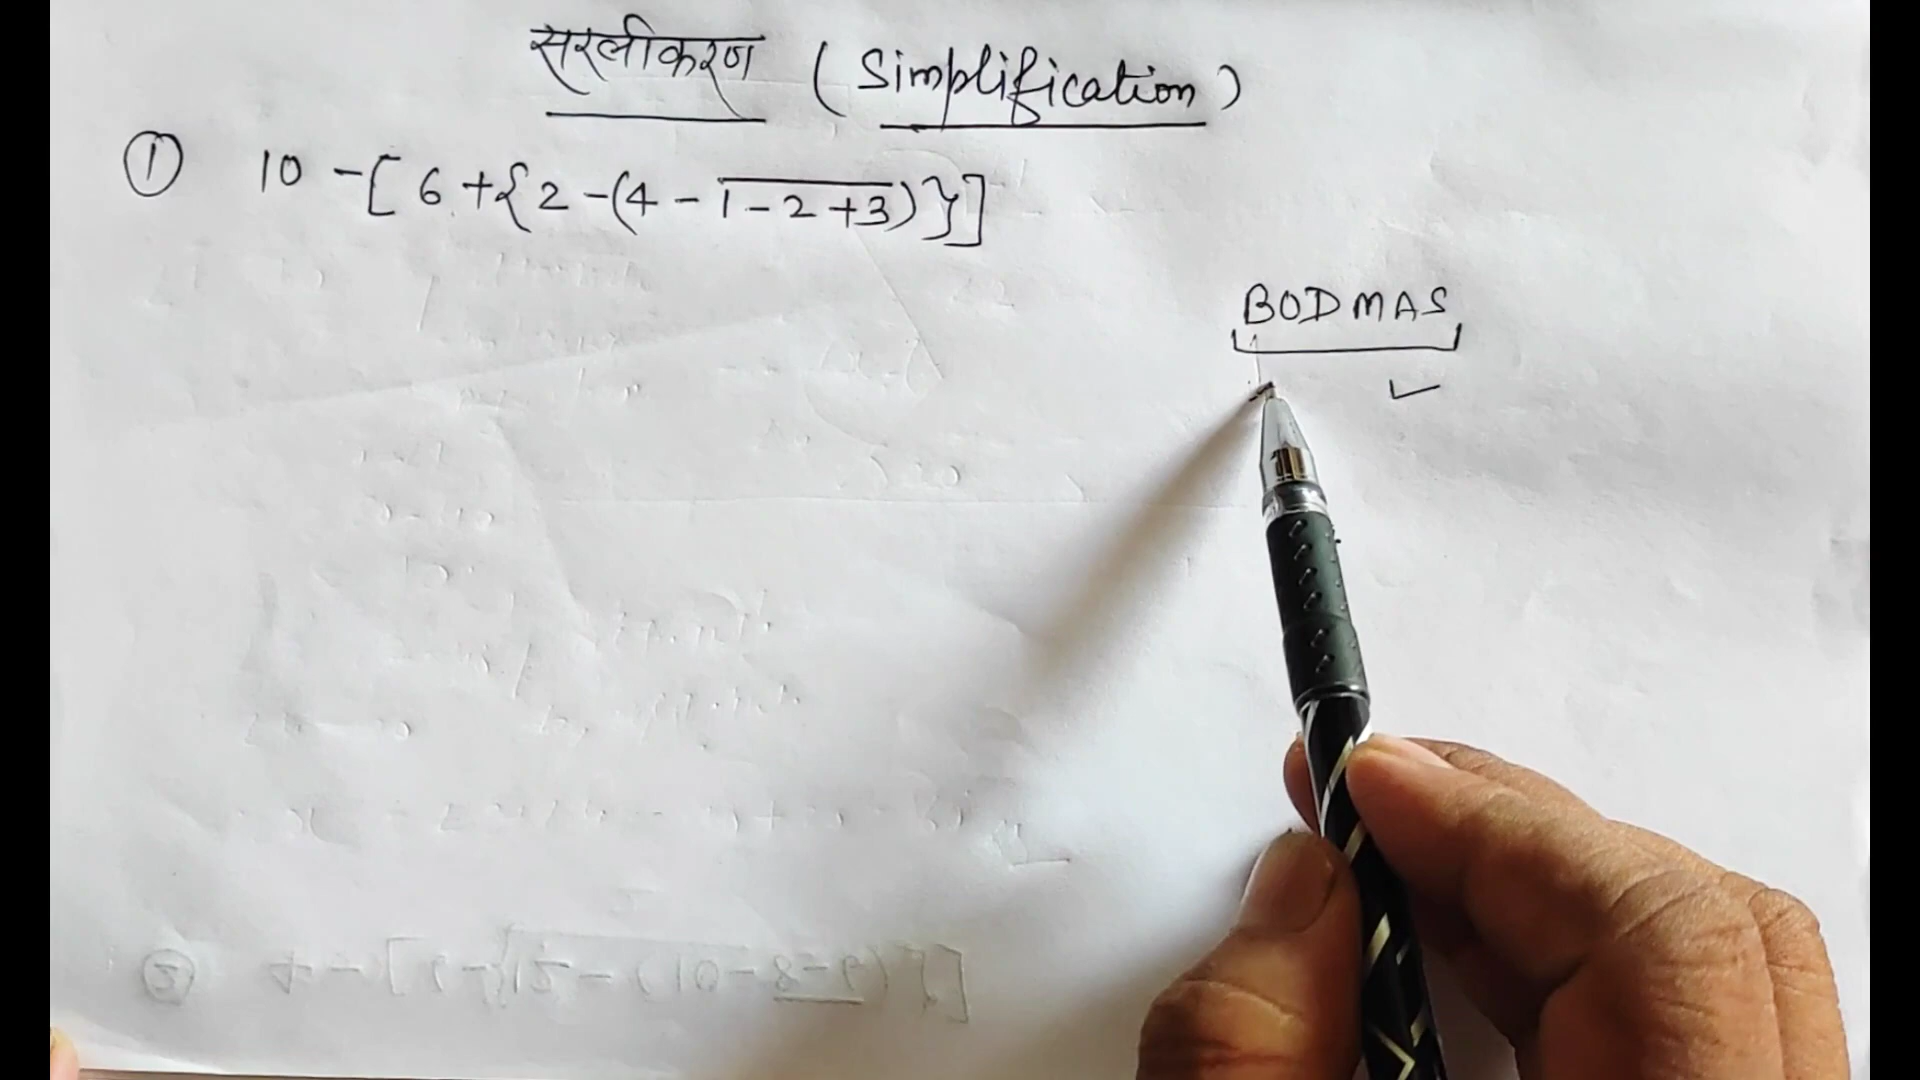 सरलीकरण (Simplification)
① 10 -[6+{2-(4-1-2+3)}]
BODMAS